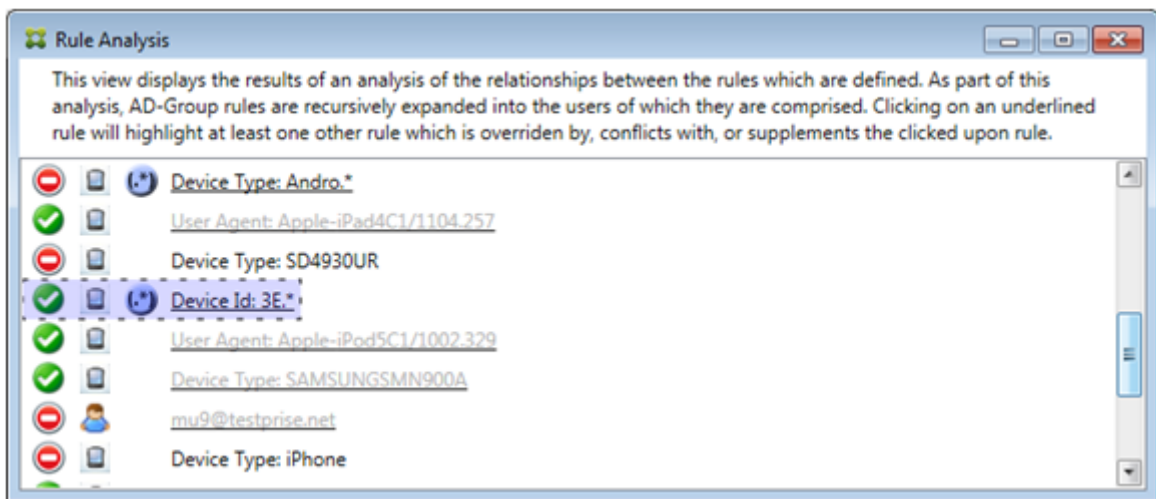 Rule Analysis
This view displays the results of an analysis of the relationships between the rules which are defined. As part of this
analysis, AD-Group rules are recursively expanded into the users of which they are comprised. Clicking on an underlined
rule will highlight at least one other rule which is overriden by, conflicts with, or supplements the clicked upon rule.
(.*) Device Type: Andro.*
User Agent: Apple-iPad4C1/1104.257
Device Type: SD4930UR
(.*) Device Id: 3E.*
User Agent: Apple-iPod5C1/1002.329
Device Type: SAMSUNGSMN900A
mu9@testprise.net
Device Type: iPhone